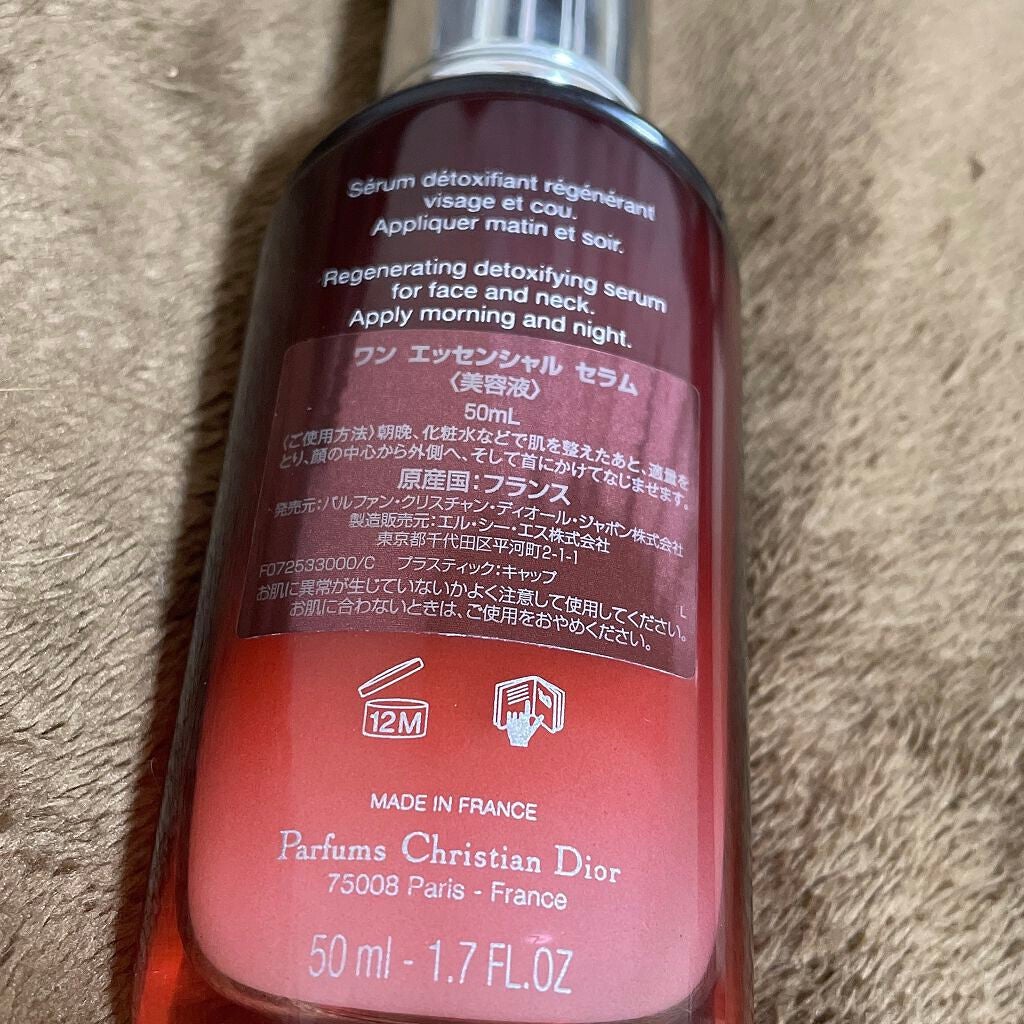 Sérum détoxifiant régénérant
visage et cou.
Appliquer matin et soir.
Regenerating detoxifying serum
for face and neck.
Apply morning and night.
ワン エッセンシャル セラム
〈美容液〉
50mL
〈ご使用方法〉朝晩、化粧水などで肌を整えたあと、適量を
とり、顔の中心から外側へ、そして首にかけてなじませます。
原産国：フランス
発売元：パルファン・クリスチャン・ディオール・ジャポン株式会社
製造販売元：エル・シー・エス株式会社
東京都千代田区平河町2-1-1
F072533000/C プラスティック：キャップ L
お肌に異常が生じていないかよく注意して使用してください。
お肌に合わないときは、ご使用をおやめください。
12M
MADE IN FRANCE
Parfums Christian Dior
75008 Paris - France
50 ml - 1.7 FL.OZ